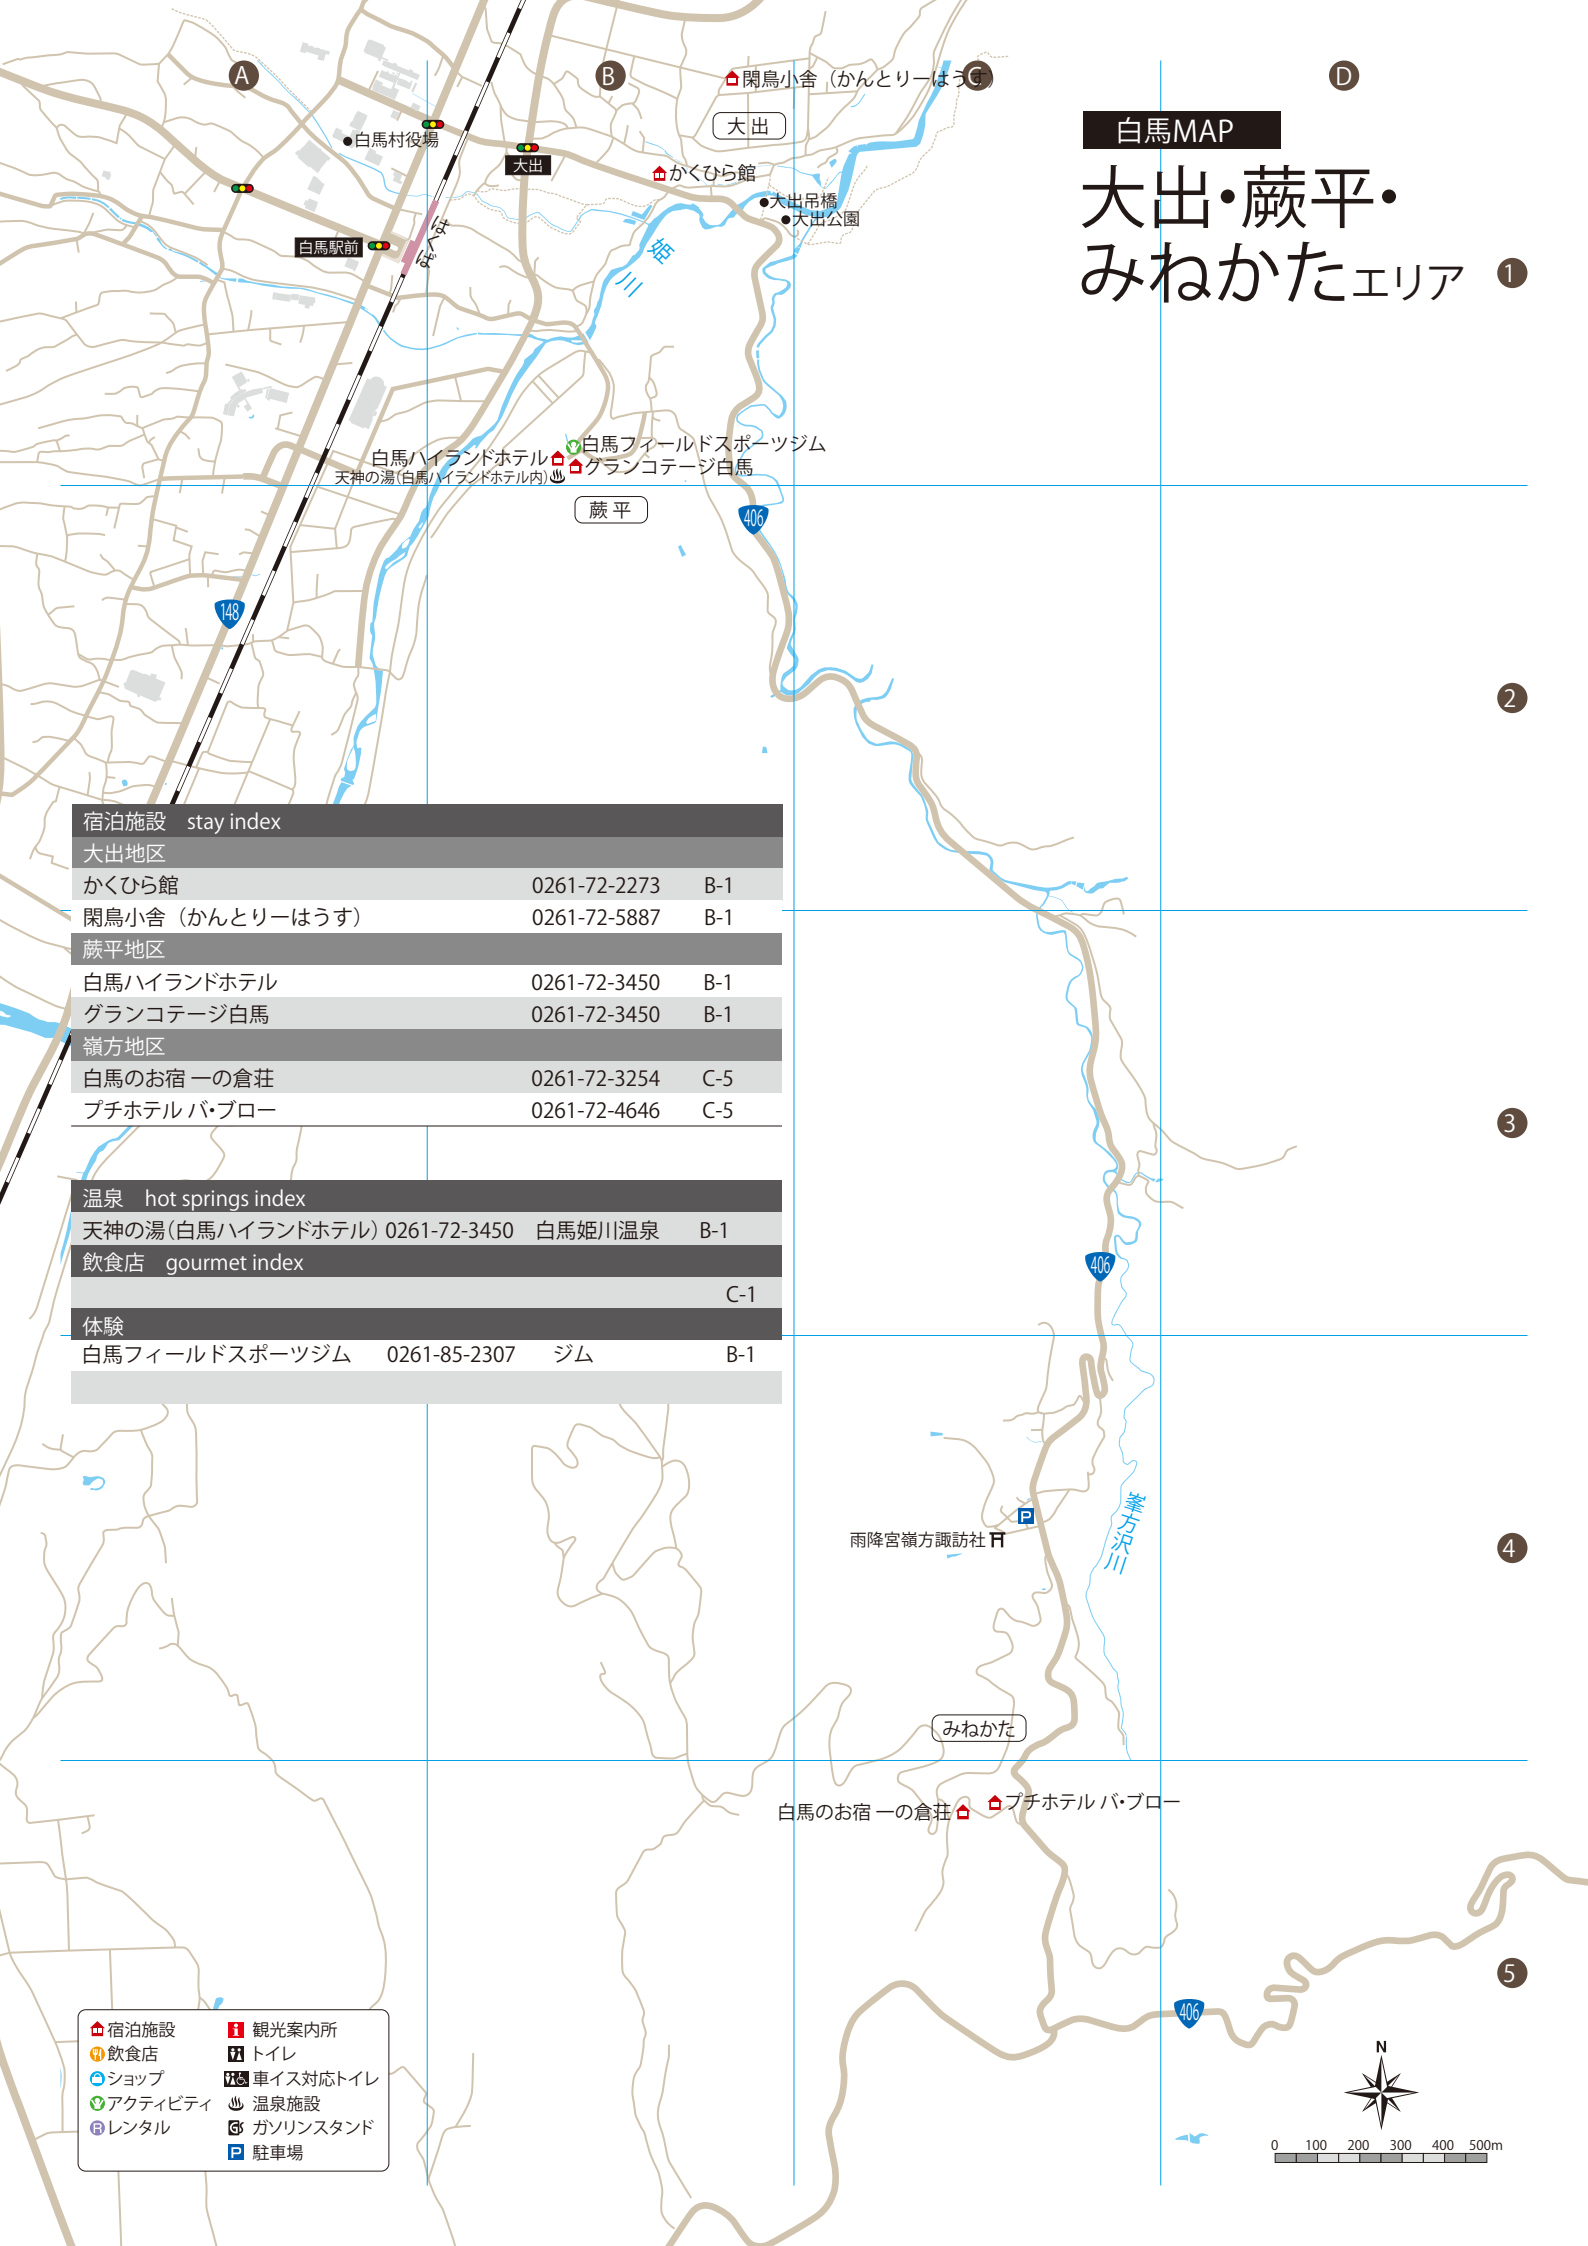 A
B
C
D
閑鳥小舎（かんとりーはうす）
大出
白馬MAP
白馬村役場
大出
かくひら館
大出・蕨平・
大出吊橋
大出公園
みねかたエリア
1
白馬駅前
はくば
姫川
白馬フィールドスポーツジム
白馬ハイランドホテル
グランコテージ白馬
天神の湯（白馬ハイランドホテル内）
蕨平
406
148
2
宿泊施設 stay index
大出地区
かくひら館 0261-72-2273 B-1
閑鳥小舎（かんとりーはうす） 0261-72-5887 B-1
蕨平地区
白馬ハイランドホテル 0261-72-3450 B-1
グランコテージ白馬 0261-72-3450 B-1
嶺方地区
白馬のお宿 一の倉荘 0261-72-3254 C-5
プチホテル バ・ブロー 0261-72-4646 C-5
3
温泉 hot springs index
天神の湯（白馬ハイランドホテル） 0261-72-3450 白馬姫川温泉 B-1
飲食店 gourmet index
C-1
体験
白馬フィールドスポーツジム 0261-85-2307 ジム B-1
406
峯方沢川
P
雨降宮嶺方諏訪社
4
みねかた
白馬のお宿 一の倉荘
プチホテル バ・ブロー
5
406
宿泊施設
飲食店
ショップ
アクティビティ
R レンタル
i 観光案内所
トイレ
車イス対応トイレ
温泉施設
GS ガソリンスタンド
P 駐車場
N
0 100 200 300 400 500m